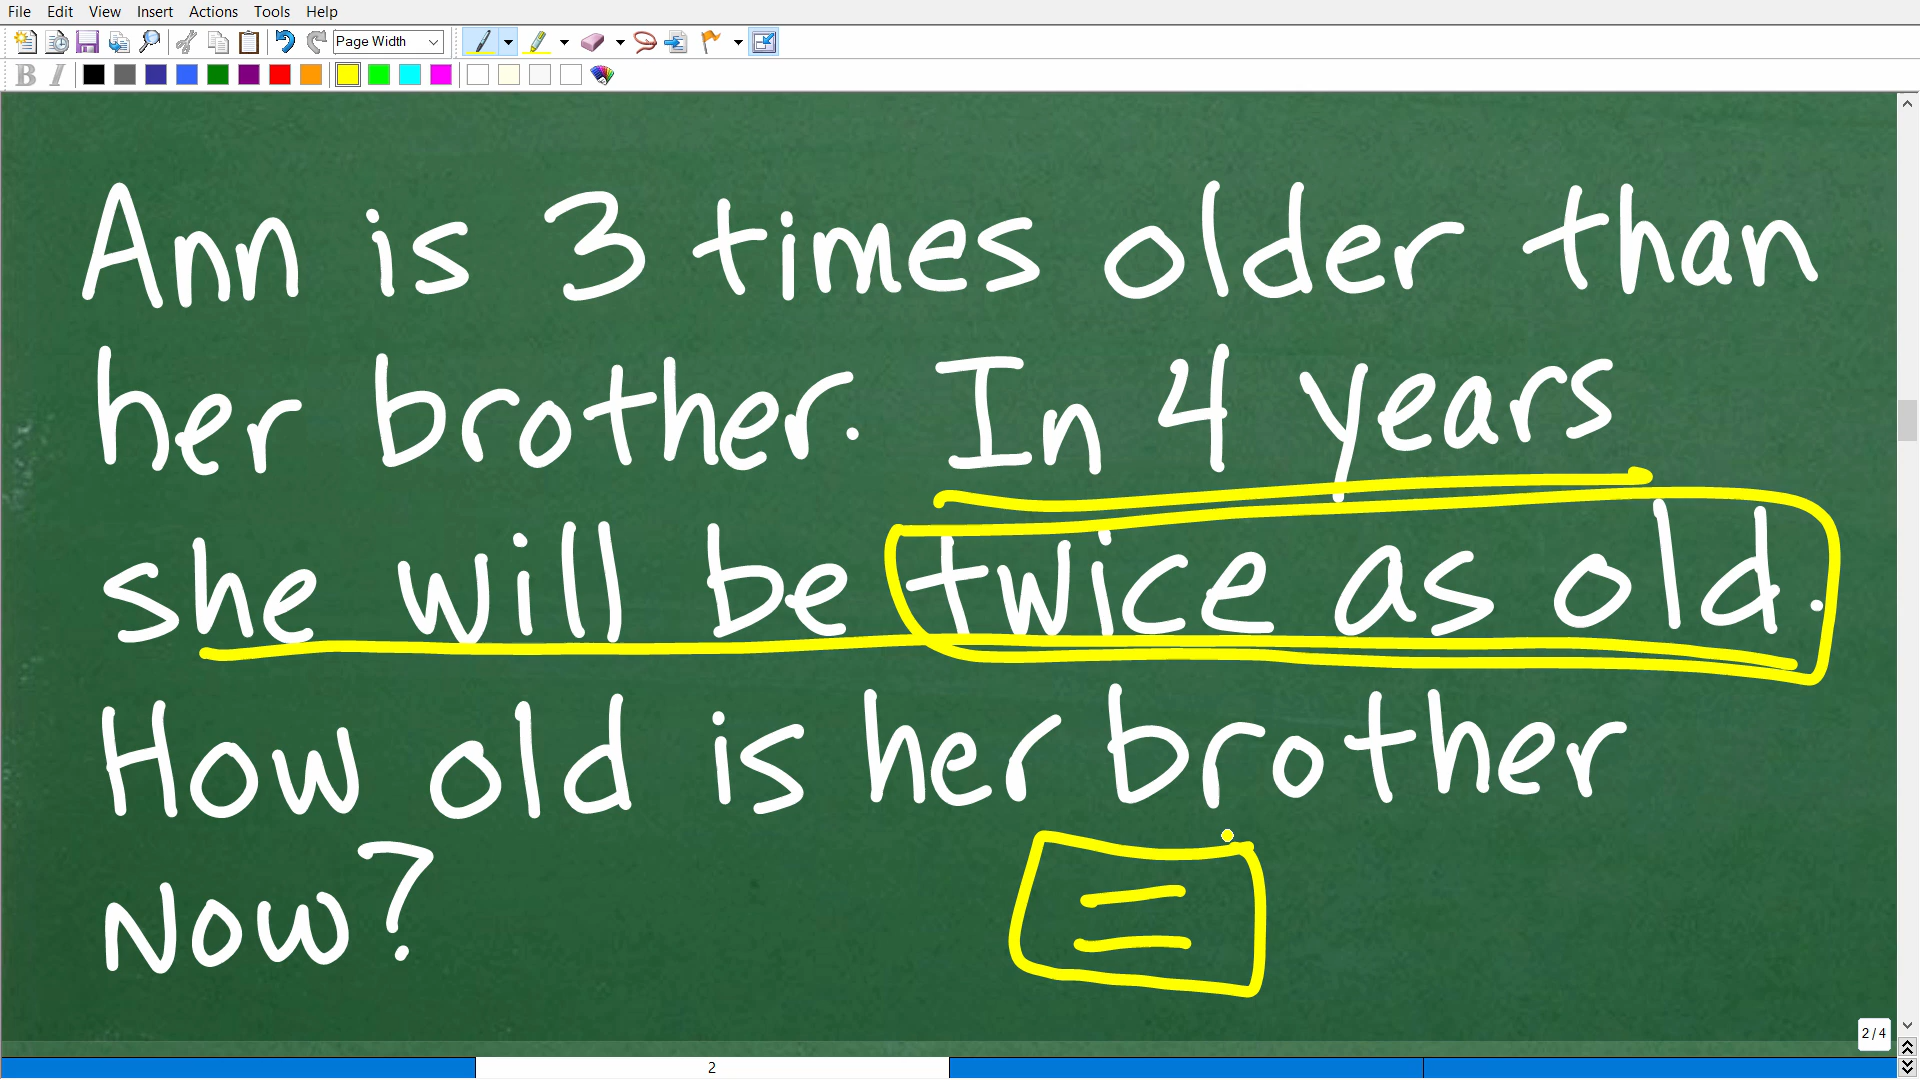 File Edit View Insert Actions Tools Help
Page Width
B I
Ann is 3 times older than
her brother. In 4 years
she will be twice as old.
How old is her brother
Now?
=
2 / 4
2